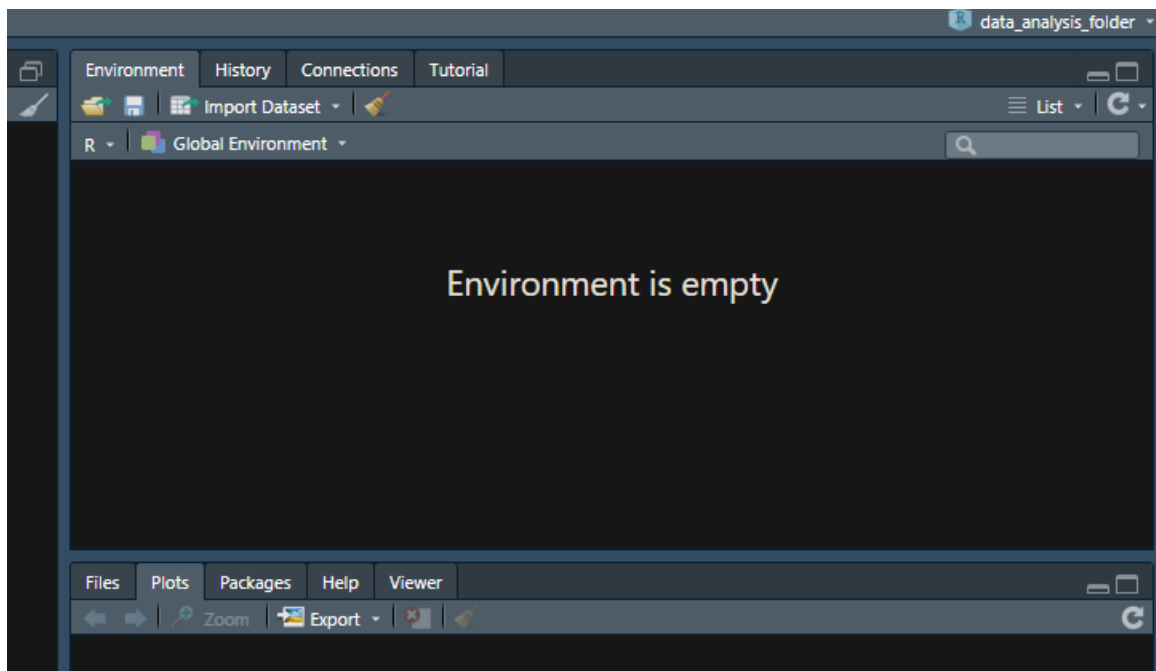 data_analysis_folder
Environment History Connections Tutorial
Import Dataset List
R Global Environment
Environment is empty
Files Plots Packages Help Viewer
Zoom Export